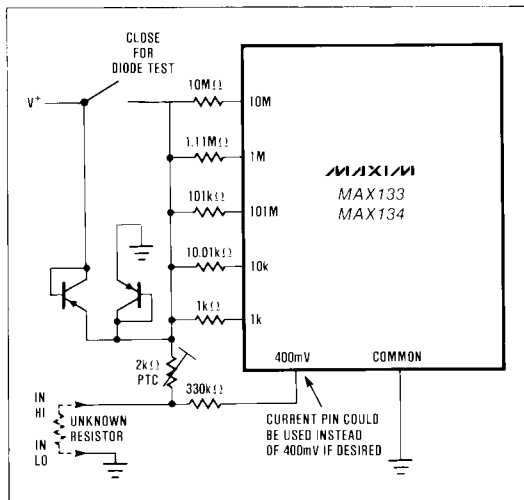 CLOSE
FOR
DIODE TEST
V+
10MΩ
10M
1.11MΩ
1M
101kΩ
101M
10.01kΩ
10k
1kΩ
1k
MAXIM
MAX133
MAX134
2kΩ
PTC
400mV
COMMON
330kΩ
IN
HI
UNKNOWN
RESISTOR
IN
LO
CURRENT PIN COULD
BE USED INSTEAD
OF 400mV IF DESIRED